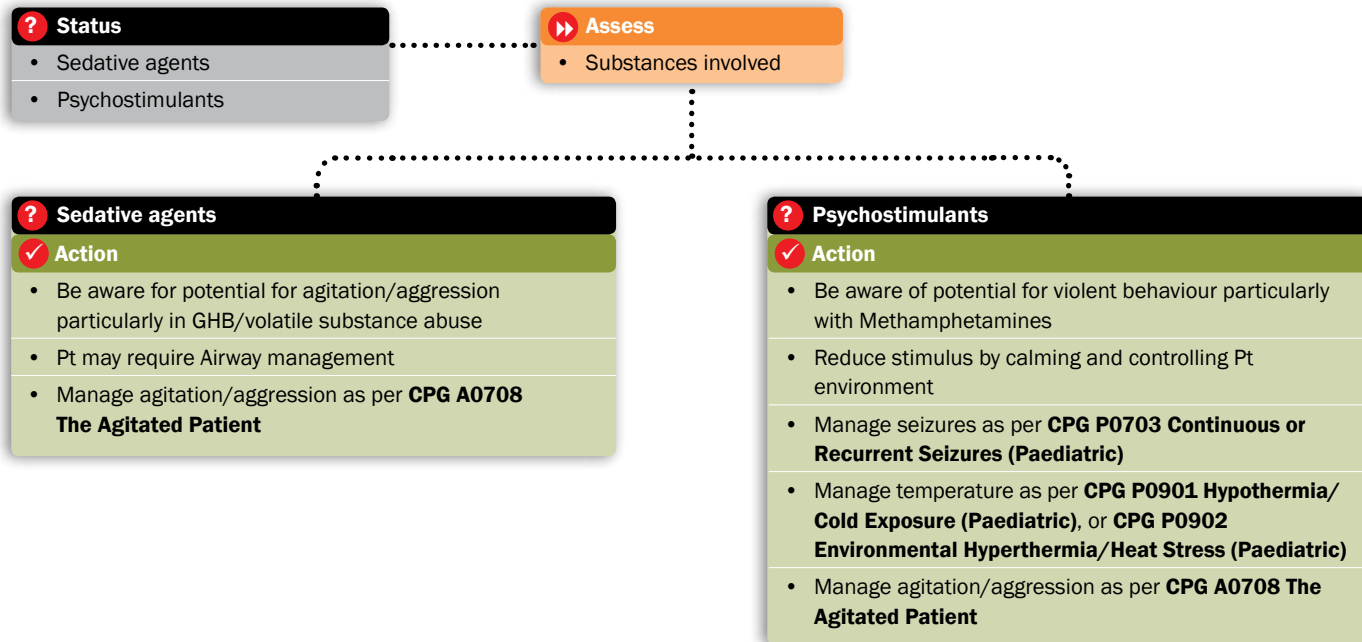 ? Status
• Sedative agents
• Psychostimulants
Assess
• Substances involved
? Sedative agents
✓ Action
• Be aware for potential for agitation/aggression
particularly in GHB/volatile substance abuse
• Pt may require Airway management
• Manage agitation/aggression as per CPG A0708
The Agitated Patient
? Psychostimulants
✓ Action
• Be aware of potential for violent behaviour particularly
with Methamphetamines
• Reduce stimulus by calming and controlling Pt
environment
• Manage seizures as per CPG P0703 Continuous or
Recurrent Seizures (Paediatric)
• Manage temperature as per CPG P0901 Hypothermia/
Cold Exposure (Paediatric), or CPG P0902
Environmental Hyperthermia/Heat Stress (Paediatric)
• Manage agitation/aggression as per CPG A0708 The
Agitated Patient